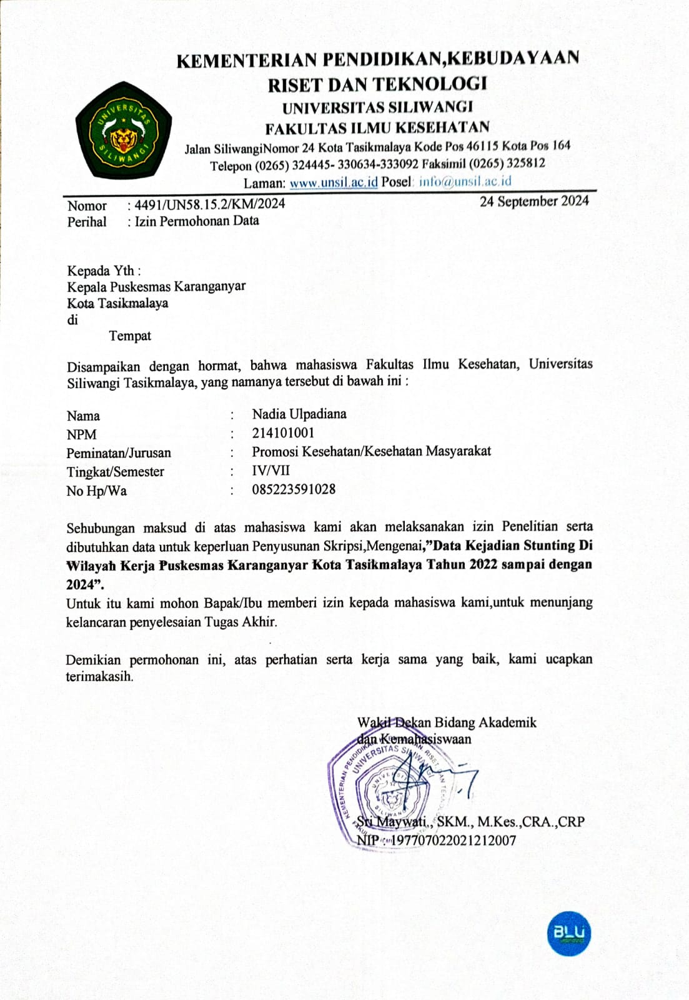 KEMENTERIAN PENDIDIKAN,KEBUDAYAAN
RISET DAN TEKNOLOGI
UNIVERSITAS SILIWANGI
FAKULTAS ILMU KESEHATAN
Jalan SiliwangiNomor 24 Kota Tasikmalaya Kode Pos 46115 Kota Pos 164
Telepon (0265) 324445- 330634-333092 Faksimil (0265) 325812
Laman: www.unsil.ac.id Posel: info@unsil.ac.id
UNIVERSITAS
SILIWANGI
Nomor : 4491/UN58.15.2/KM/2024 24 September 2024
Perihal : Izin Permohonan Data
Kepada Yth :
Kepala Puskesmas Karanganyar
Kota Tasikmalaya
di
Tempat
Disampaikan dengan hormat, bahwa mahasiswa Fakultas Ilmu Kesehatan, Universitas
Siliwangi Tasikmalaya, yang namanya tersebut di bawah ini :
Nama : Nadia Ulpadiana
NPM : 214101001
Peminatan/Jurusan : Promosi Kesehatan/Kesehatan Masyarakat
Tingkat/Semester : IV/VII
No Hp/Wa : 085223591028
Sehubungan maksud di atas mahasiswa kami akan melaksanakan izin Penelitian serta
dibutuhkan data untuk keperluan Penyusunan Skripsi,Mengenai,”Data Kejadian Stunting Di
Wilayah Kerja Puskesmas Karanganyar Kota Tasikmalaya Tahun 2022 sampai dengan
2024”.
Untuk itu kami mohon Bapak/Ibu memberi izin kepada mahasiswa kami,untuk menunjang
kelancaran penyelesaian Tugas Akhir.
Demikian permohonan ini, atas perhatian serta kerja sama yang baik, kami ucapkan
terimakasih.
Wakil Dekan Bidang Akademik
dan Kemahasiswaan
KEMENTERIAN PENDIDIKAN RISET DAN
UNIVERSITAS SILIWANGI
UNIVERSITAS
SILIWANGI
Sri Maywati., SKM., M.Kes.,CRA.,CRP
NIP : 197707022021212007
BLU